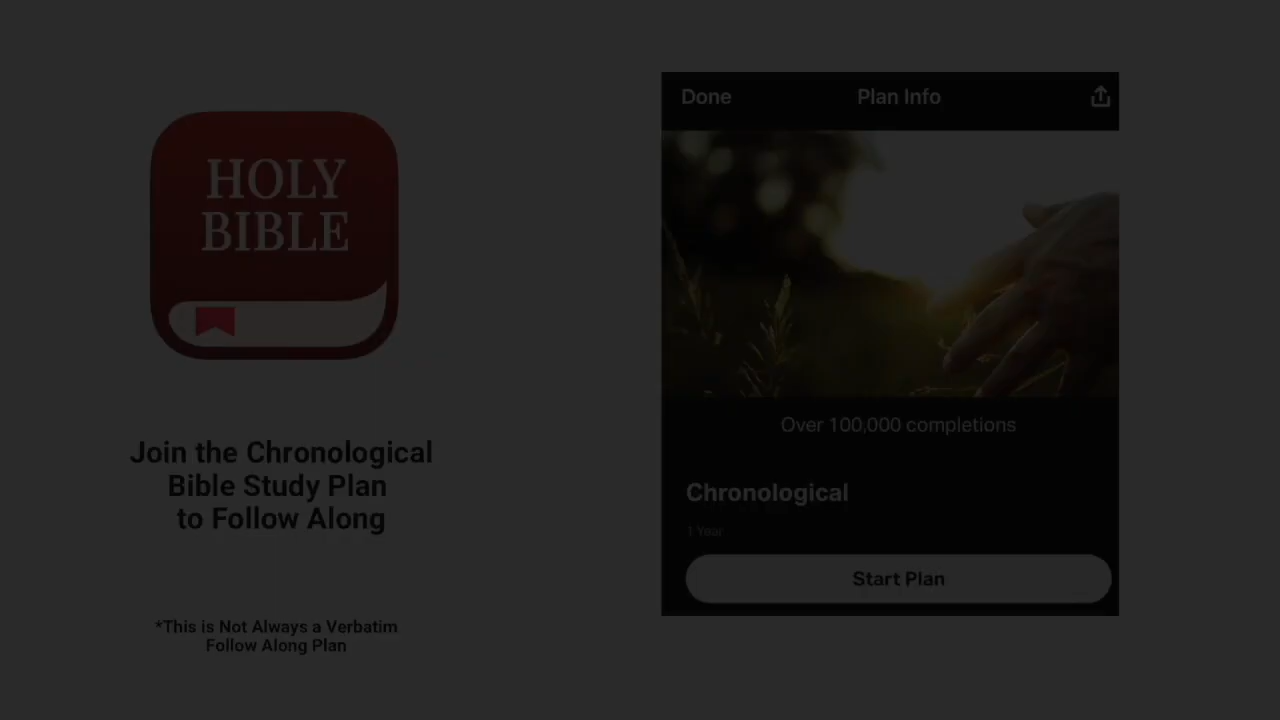 HOLY
BIBLE
Join the Chronological
Bible Study Plan
to Follow Along
*This is Not Always a Verbatim
Follow Along Plan
Done
Plan Info
Over 100,000 completions
Chronological
1 Year
Start Plan